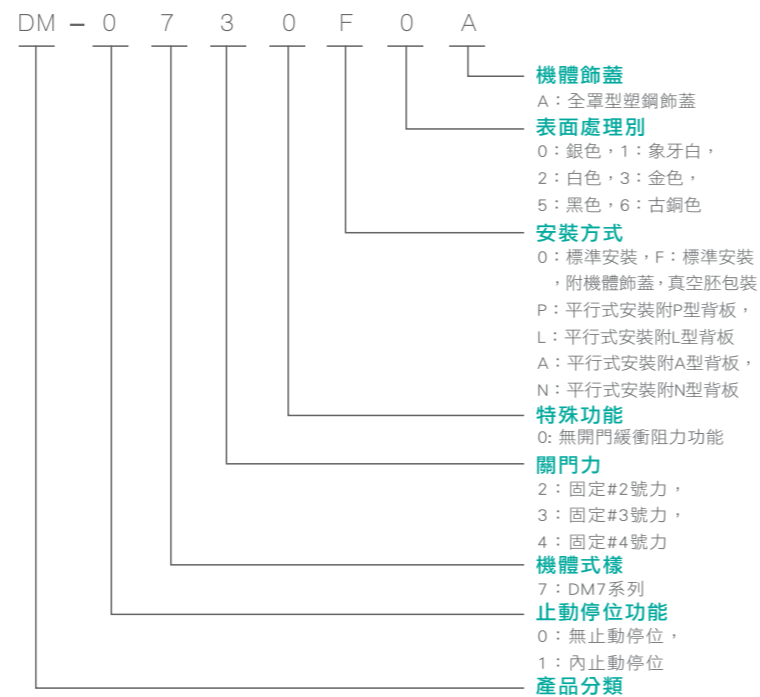 DM－0 7 3 0 F 0 A
機體飾蓋
A：全罩型塑鋼飾蓋
表面處理別
0：銀色，1：象牙白，
2：白色，3：金色，
5：黑色，6：古銅色
安裝方式
0：標準安裝，F：標準安裝
，附機體飾蓋，真空胚包裝
P：平行式安裝附P型背板，
L：平行式安裝附L型背板
A：平行式安裝附A型背板，
N：平行式安裝附N型背板
特殊功能
0: 無開門緩衝阻力功能
關門力
2：固定#2號力，
3：固定#3號力，
4：固定#4號力
機體式樣
7：DM7系列
止動停位功能
0：無止動停位，
1：內止動停位
產品分類